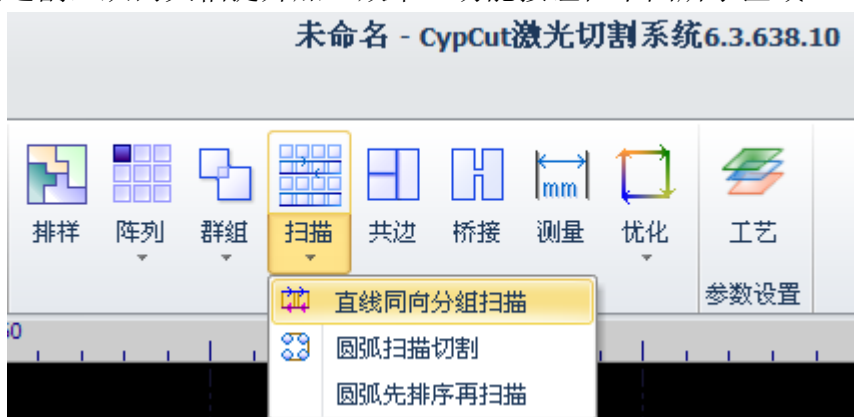 未命名 - CypCut激光切割系统6.3.638.10
排样 阵列 群组 扫描 共边 桥接 测量 优化 工艺
mm
参数设置
直线同向分组扫描
圆弧扫描切割
圆弧先排序再扫描